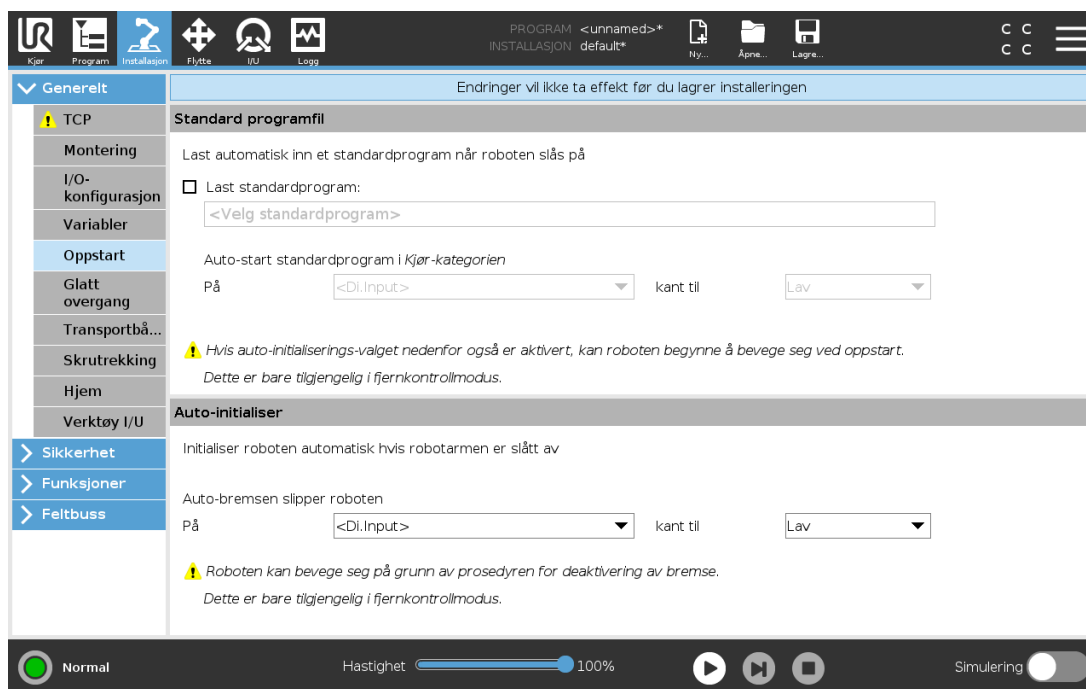 PROGRAM <unnamed>*
INSTALLASJON default*
Kjør Program Installasjon Flytte I/U Logg
Ny... Åpne... Lagre...
C C
C C
Generelt
TCP
Montering
I/O-
konfigurasjon
Variabler
Oppstart
Glatt
overgang
Transportbå...
Skrutrekking
Hjem
Verktøy I/U
Sikkerhet
Funksjoner
Feltbuss
Endringer vil ikke ta effekt før du lagrer installeringen
Standard programfil
Last automatisk inn et standardprogram når roboten slås på
Last standardprogram:
<Velg standardprogram>
Auto-start standardprogram i Kjør-kategorien
På <Di.Input> kant til Lav
Hvis auto-initialiserings-valget nedenfor også er aktivert, kan roboten begynne å bevege seg ved oppstart.
Dette er bare tilgjengelig i fjernkontrollmodus.
Auto-initialiser
Initialiser roboten automatisk hvis robotarmen er slått av
Auto-bremsen slipper roboten
På <Di.Input> kant til Lav
Roboten kan bevege seg på grunn av prosedyren for deaktivering av bremse.
Dette er bare tilgjengelig i fjernkontrollmodus.
Normal
Hastighet 100%
Simulering